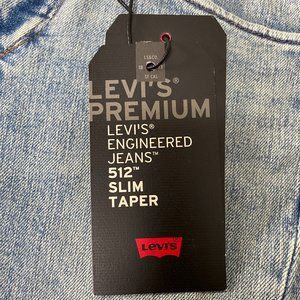 LEVI'S®
PREMIUM
LEVI'S®
ENGINEERED
JEANS™
512™
SLIM
TAPER
Levi's